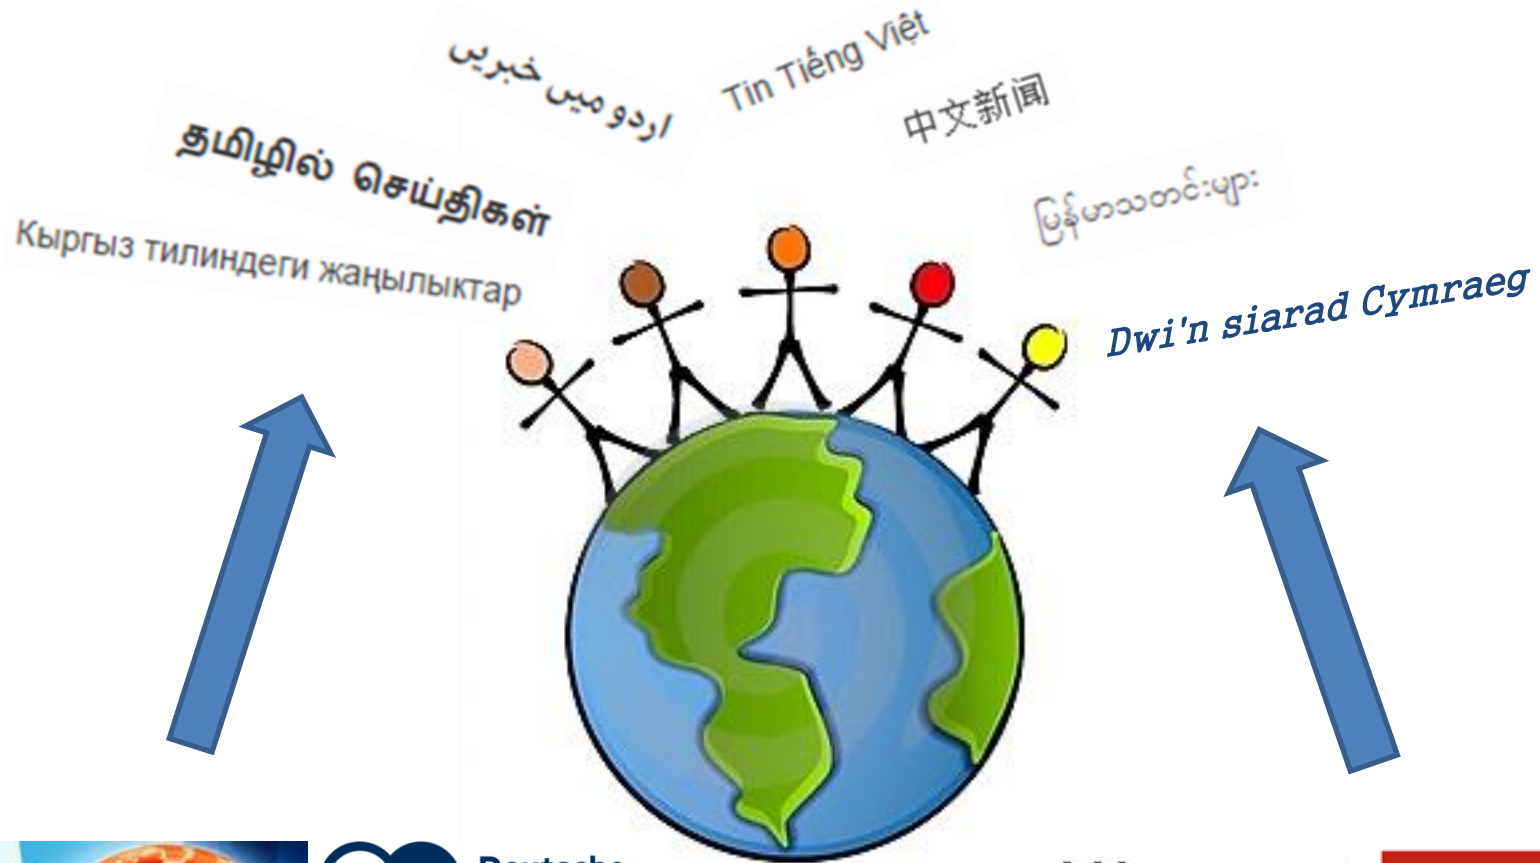 اردو میں خبریں
Tin Tiếng Việt
中文新闻
தமிழில் செய்திகள்
မြန်မာသတင်းများ
Кыргыз тилиндеги жаңылыктар
Dwi'n siarad Cymraeg